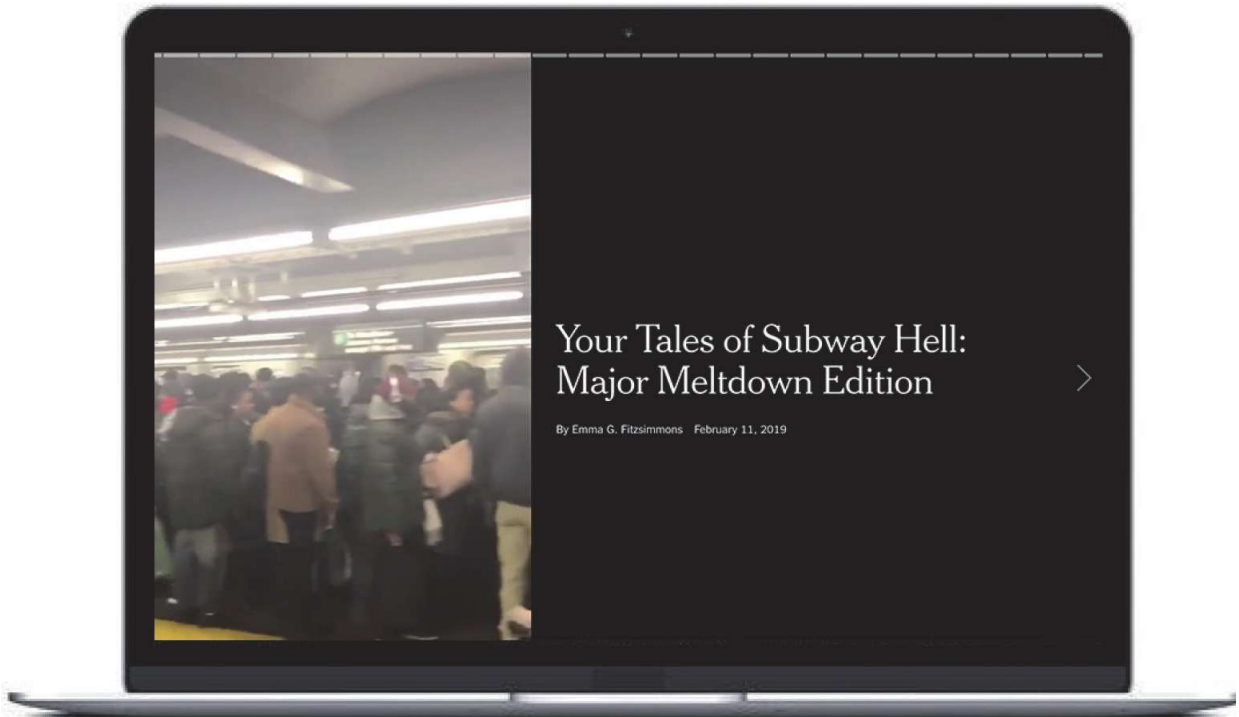 Your Tales of Subway Hell:
Major Meltdown Edition
By Emma G. Fitzsimmons February 11, 2019